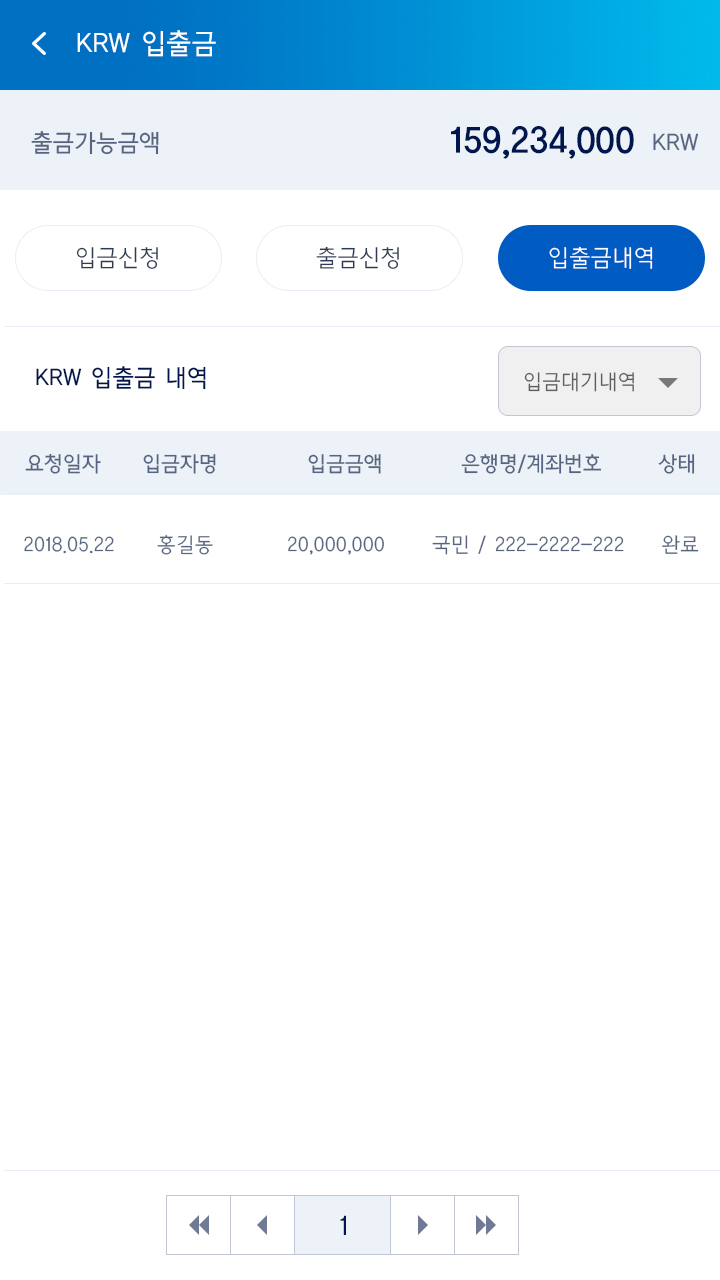 KRW 입출금
출금가능금액 159,234,000 KRW
입금신청 출금신청 입출금내역
KRW 입출금 내역 입금대기내역
요청일자 입금자명 입금금액 은행명/계좌번호 상태
2018.05.22 홍길동 20,000,000 국민 / 222-2222-222 완료
1